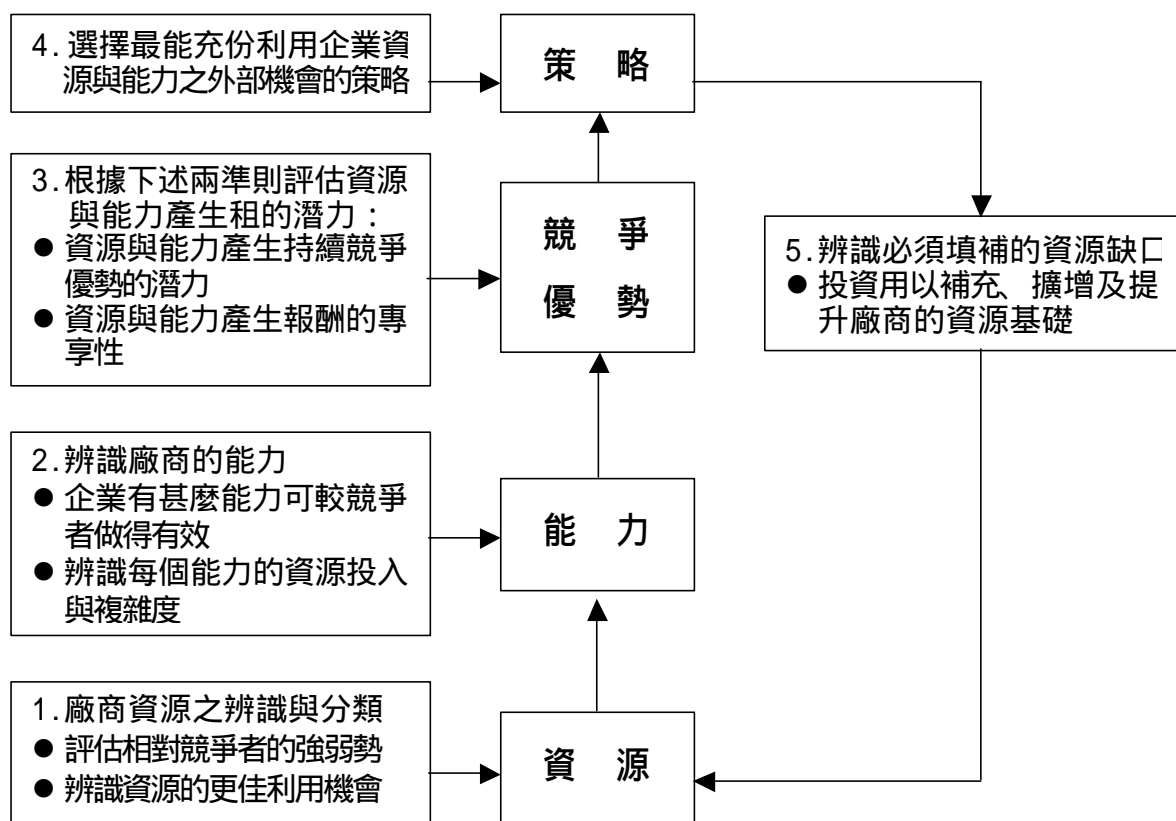 4.選擇最能充份利用企業資
源與能力之外部機會的策略
策 略
3.根據下述兩準則評估資源
與能力產生租的潛力：
● 資源與能力產生持續競爭
優勢的潛力
● 資源與能力產生報酬的專
享性
競 爭
優 勢
5.辨識必須填補的資源缺口
● 投資用以補充、擴增及提
升廠商的資源基礎
2.辨識廠商的能力
● 企業有甚麼能力可較競爭
者做得有效
● 辨識每個能力的資源投入
與複雜度
能 力
1.廠商資源之辨識與分類
● 評估相對競爭者的強弱勢
● 辨識資源的更佳利用機會
資 源